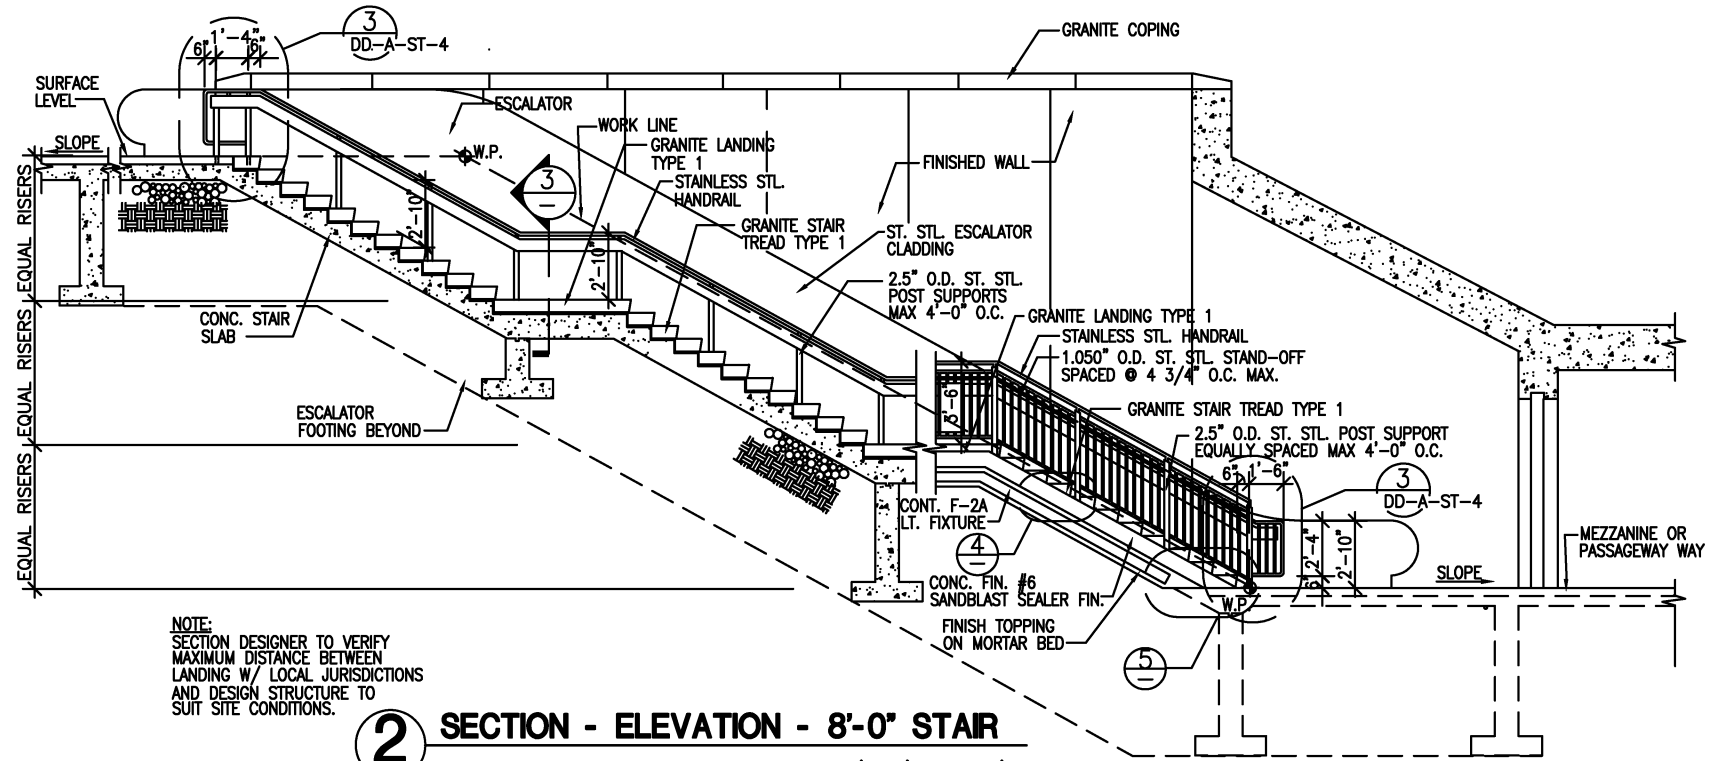 3
DD-A-ST-4
6"
1'-4"
6"
GRANITE COPING
SURFACE
LEVEL
ESCALATOR
SLOPE
W.P.
WORK LINE
GRANITE LANDING
TYPE 1
3
-
STAINLESS STL.
HANDRAIL
FINISHED WALL
2'-10"
GRANITE STAIR
TREAD TYPE 1
ST. STL. ESCALATOR
CLADDING
2'-10"
2.5" O.D. ST. STL.
POST SUPPORTS
MAX 4'-0" O.C.
EQUAL RISERS
EQUAL RISERS
EQUAL RISERS
CONC. STAIR
SLAB
GRANITE LANDING TYPE 1
STAINLESS STL. HANDRAIL
1.050" O.D. ST. STL. STAND-OFF
SPACED @ 4 3/4" O.C. MAX.
ESCALATOR
FOOTING BEYOND
3'-6"
GRANITE STAIR TREAD TYPE 1
2.5" O.D. ST. STL. POST SUPPORT
EQUALLY SPACED MAX 4'-0" O.C.
6"
1'-6"
3
DD-A-ST-4
CONT. F-2A
LT. FIXTURE
4
-
2'-4"
2'-10"
6"
MEZZANINE OR
PASSAGEWAY WAY
SLOPE
CONC. FIN. #6
SANDBLAST SEALER FIN.
W.P.
FINISH TOPPING
ON MORTAR BED
5
-
NOTE:
SECTION DESIGNER TO VERIFY
MAXIMUM DISTANCE BETWEEN
LANDING W/ LOCAL JURISDICTIONS
AND DESIGN STRUCTURE TO
SUIT SITE CONDITIONS.
2
SECTION - ELEVATION - 8'-0" STAIR